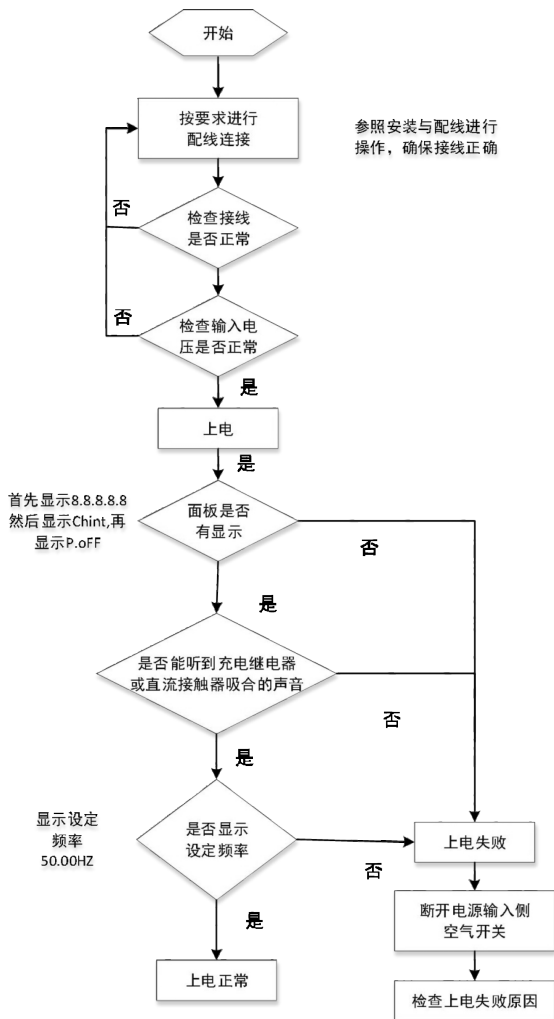 开始
按要求进行
配线连接
参照安装与配线进行
操作，确保接线正确
否
检查接线
是否正常
否
检查输入电
压是否正常
是
上电
是
首先显示8.8.8.8.8
然后显示Chint,再
显示P.oFF
面板是否
有显示
否
是
是否能听到充电继电器
或直流接触器吸合的声音
否
是
显示设定
频率
50.00HZ
是否显示
设定频率
否
上电失败
是
断开电源输入侧
空气开关
上电正常
检查上电失败原因